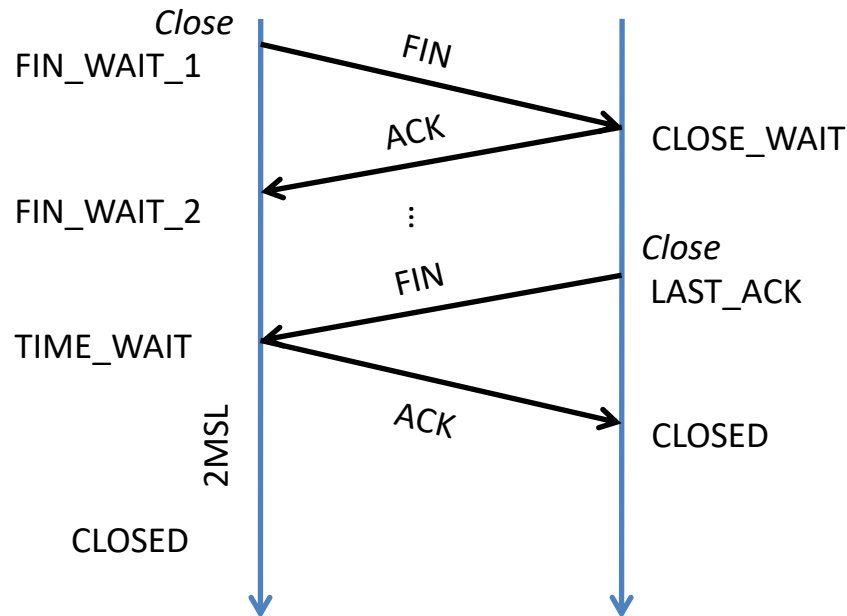 Close
FIN_WAIT_1
FIN
ACK
CLOSE_WAIT
FIN_WAIT_2
...
Close
FIN
LAST_ACK
TIME_WAIT
ACK
CLOSED
2MSL
CLOSED